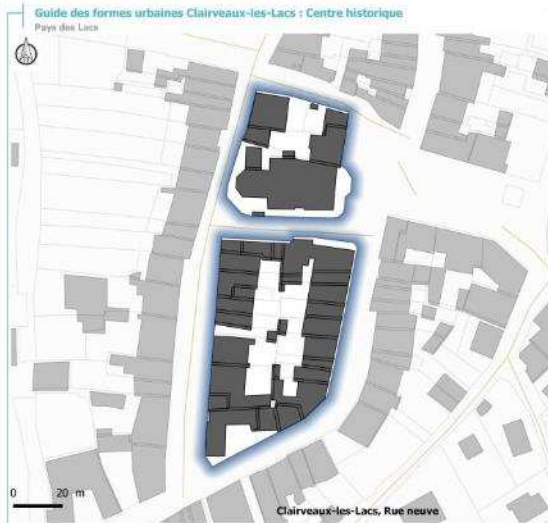 Guide des formes urbaines Clairveaux-les-Lacs : Centre historique
Pays des Lacs
0 20 m
Clairveaux-les-Lacs, Rue neuve